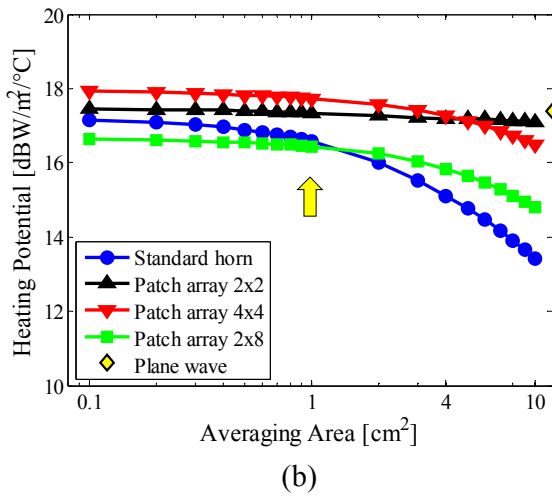 20
18
16
14
12
10
Heating Potential [dBW/m²/°C]
Standard horn
Patch array 2x2
Patch array 4x4
Patch array 2x8
Plane wave
0.1
1
4
10
Averaging Area [cm²]
(b)